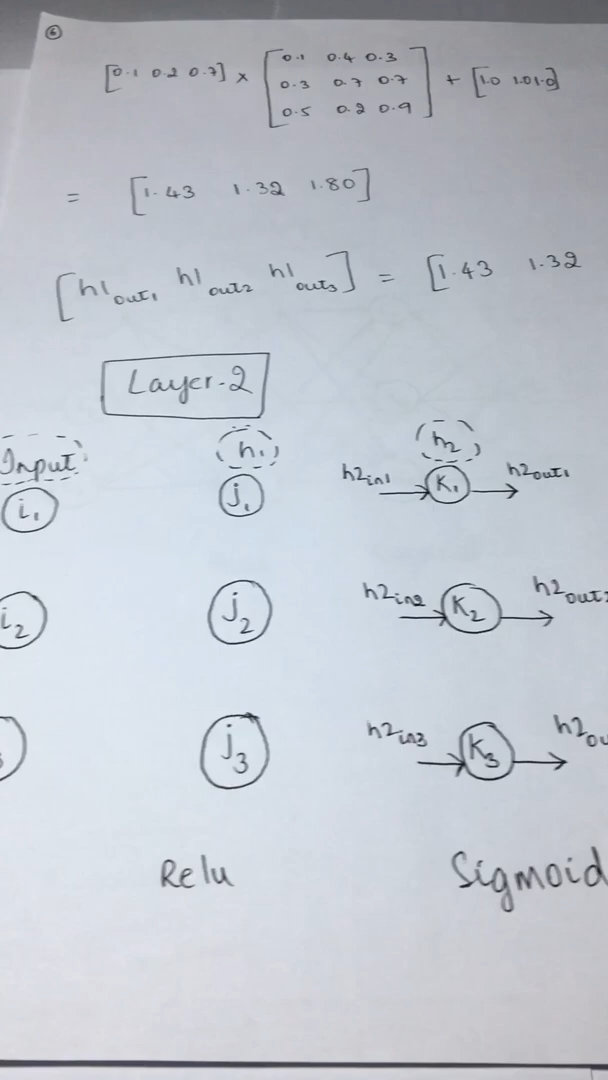 6
[0.1 0.2 0.7] × [0.1 0.4 0.3
0.3 0.7 0.7
0.5 0.2 0.9] + [1.0 1.0 1.0]
= [1.43 1.32 1.80]
[h1out1 h1out2 h1out3] = [1.43 1.32
Layer-2
Input h1 h2
i1 j1 h2in1 K1 h2out1
i2 j2 h2in2 K2 h2out2
3 j3 h2in3 K3 h2ou
Relu Sigmoid